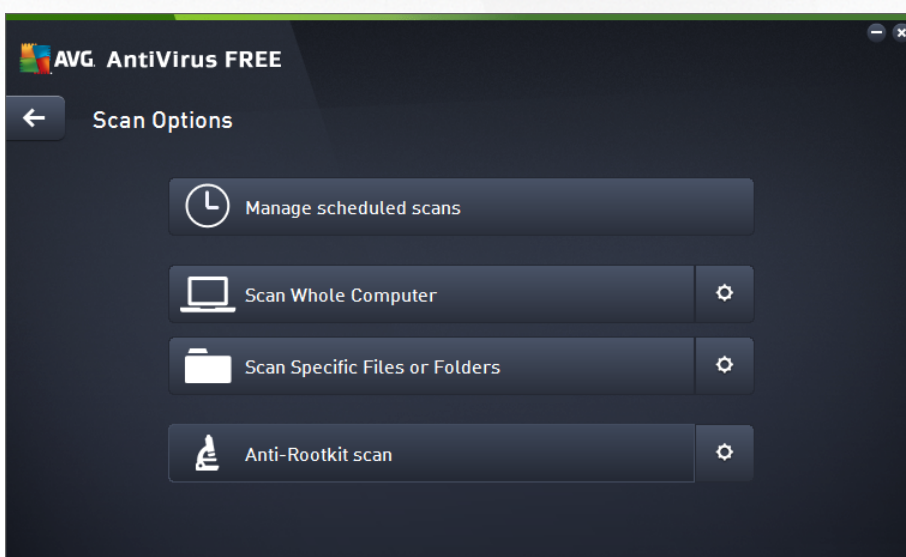 AVG. AntiVirus FREE
Scan Options
Manage scheduled scans
Scan Whole Computer
Scan Specific Files or Folders
Anti-Rootkit scan